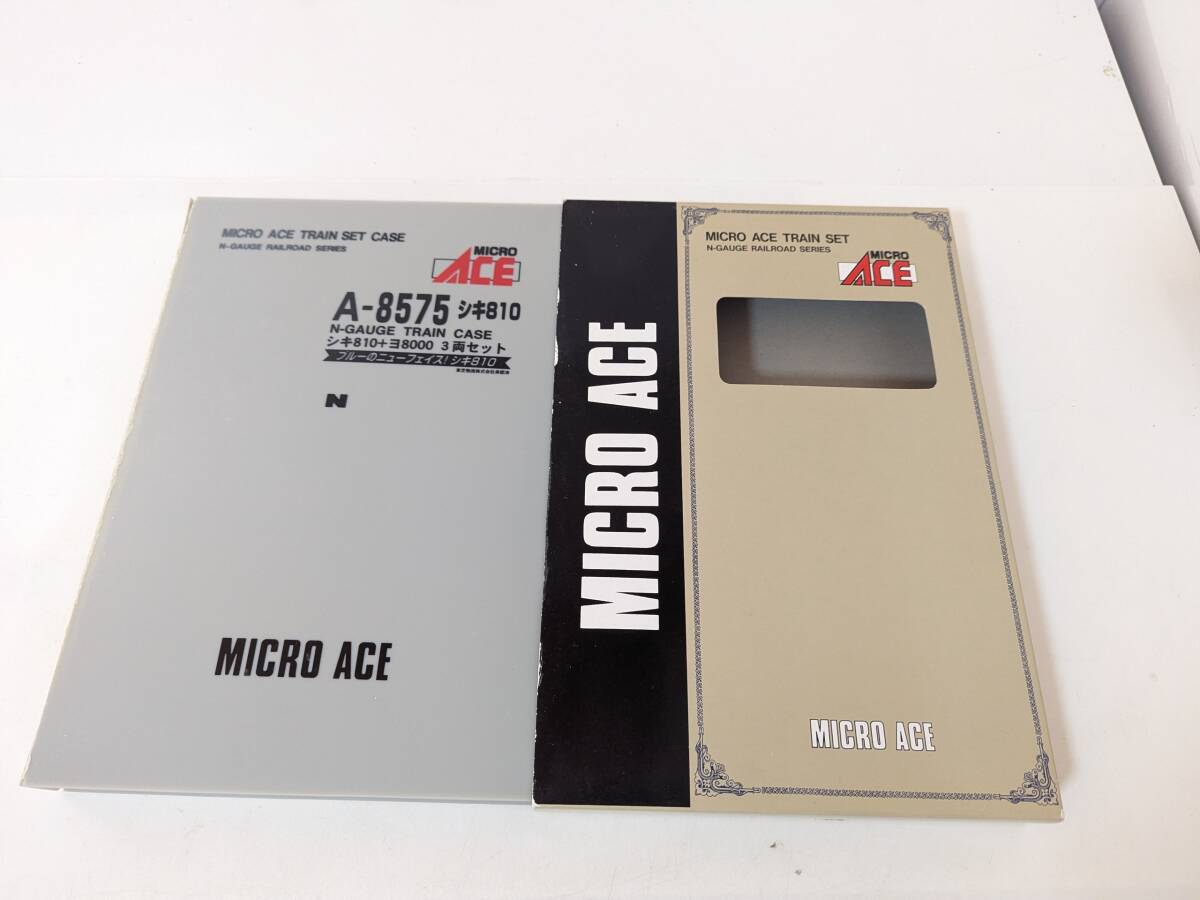 MICRO ACE TRAIN SET CASE
N-GAUGE RAILROAD SERIES
MICRO
ACE
A-8575 シキ810
N-GAUGE TRAIN CASE
シキ810+ヨ8000 3両セット
ブルーのニューフェイス! シキ810
N
MICRO ACE
MICRO ACE
MICRO ACE TRAIN SET
N-GAUGE RAILROAD SERIES
MICRO
ACE
MICRO ACE